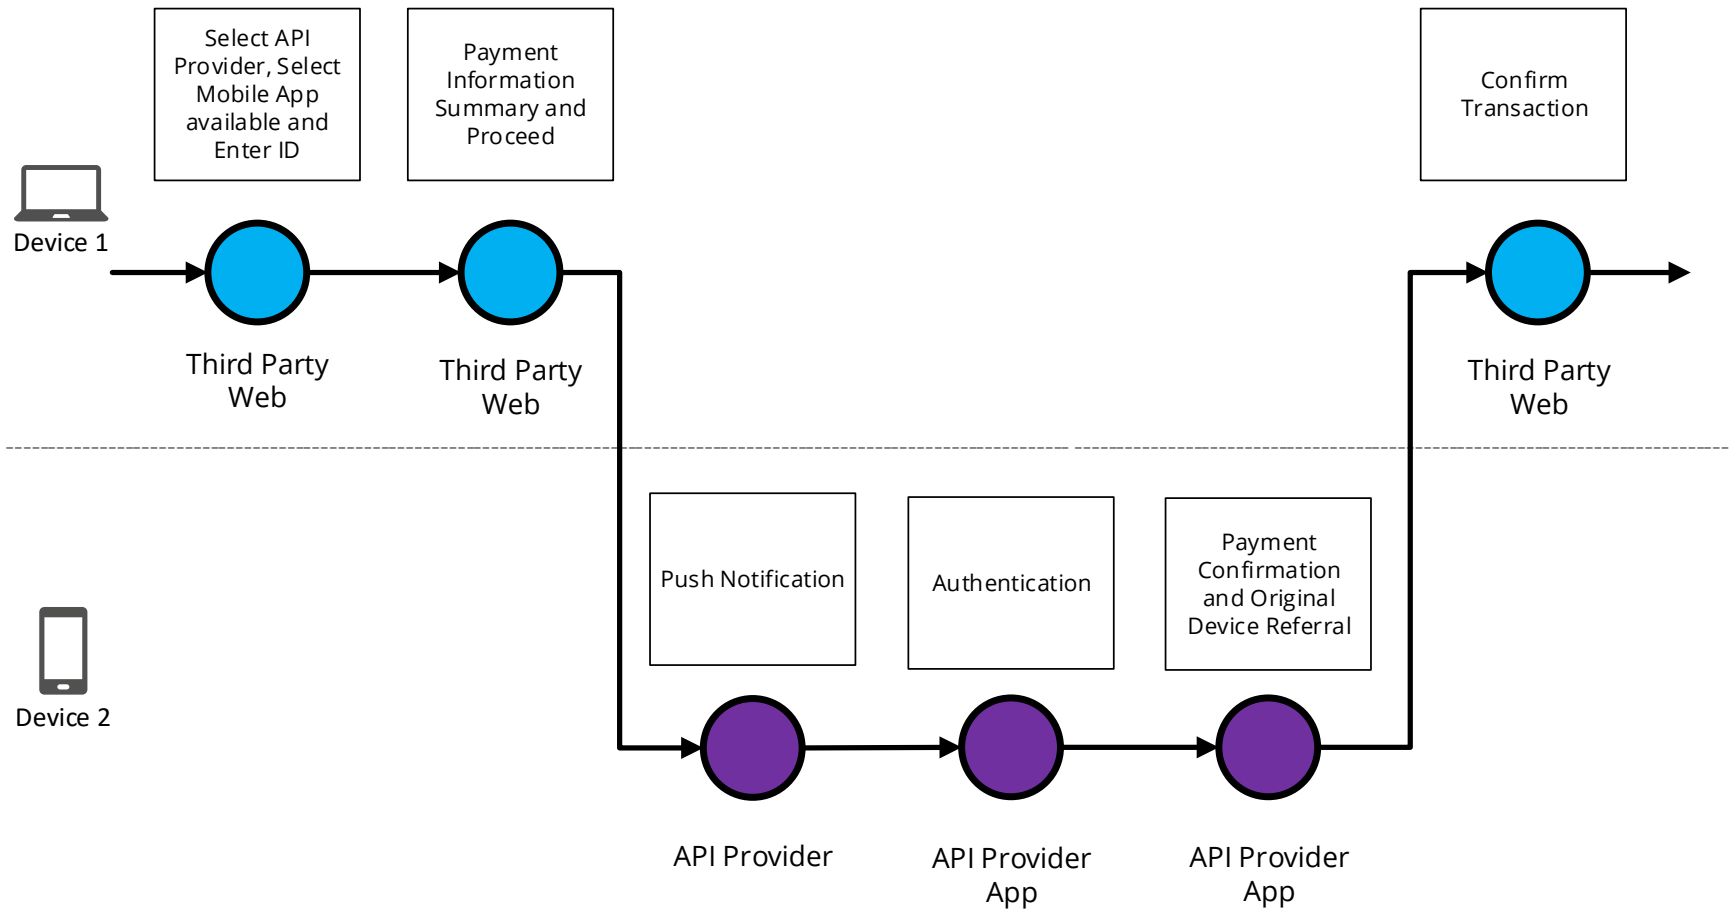 Select API
Provider, Select
Mobile App
available and
Enter ID
Payment
Information
Summary and
Proceed
Confirm
Transaction
Device 1
Third Party
Web
Third Party
Web
Third Party
Web
Push Notification
Authentication
Payment
Confirmation
and Original
Device Referral
Device 2
API Provider
API Provider
App
API Provider
App